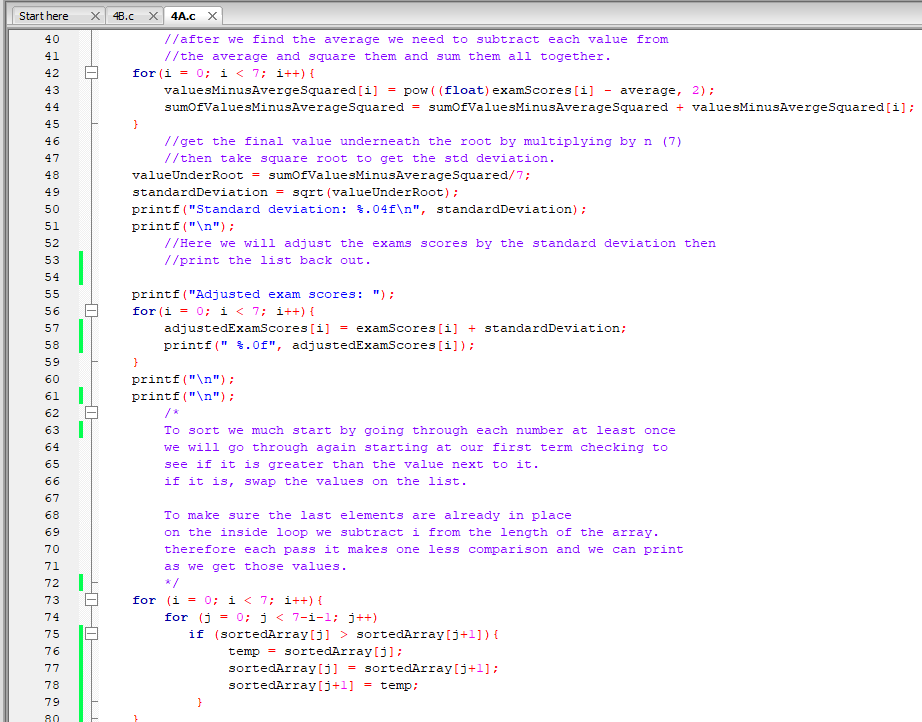 Start here 4B.c 4A.c
40 //after we find the average we need to subtract each value from
41 //the average and square them and sum them all together.
42 for(i = 0; i < 7; i++){
43 valuesMinusAvergeSquared[i] = pow((float)examScores[i] - average, 2);
44 sumOfValuesMinusAverageSquared = sumOfValuesMinusAverageSquared + valuesMinusAvergeSquared[i];
45 }
46 //get the final value underneath the root by multiplying by n (7)
47 //then take square root to get the std deviation.
48 valueUnderRoot = sumOfValuesMinusAverageSquared/7;
49 standardDeviation = sqrt(valueUnderRoot);
50 printf("Standard deviation: %.04f\n", standardDeviation);
51 printf("\n");
52 //Here we will adjust the exams scores by the standard deviation then
53 //print the list back out.
54
55 printf("Adjusted exam scores: ");
56 for(i = 0; i < 7; i++){
57 adjustedExamScores[i] = examScores[i] + standardDeviation;
58 printf(" %.0f", adjustedExamScores[i]);
59 }
60 printf("\n");
61 printf("\n");
62 /*
63 To sort we much start by going through each number at least once
64 we will go through again starting at our first term checking to
65 see if it is greater than the value next to it.
66 if it is, swap the values on the list.
67
68 To make sure the last elements are already in place
69 on the inside loop we subtract i from the length of the array.
70 therefore each pass it makes one less comparison and we can print
71 as we get those values.
72 */
73 for (i = 0; i < 7; i++){
74 for (j = 0; j < 7-i-1; j++)
75 if (sortedArray[j] > sortedArray[j+1]){
76 temp = sortedArray[j];
77 sortedArray[j] = sortedArray[j+1];
78 sortedArray[j+1] = temp;
79 }
80 }